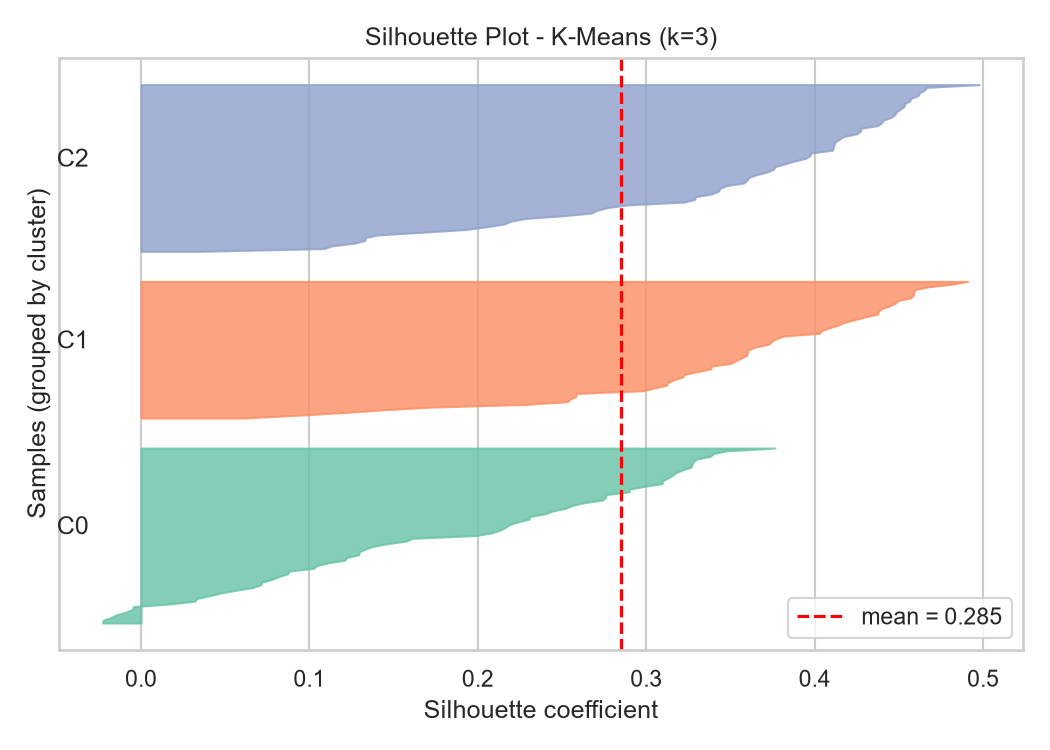 Silhouette Plot - K-Means (k=3)
Samples (grouped by cluster)
C2
C1
C0
mean = 0.285
0.0 0.1 0.2 0.3 0.4 0.5
Silhouette coefficient